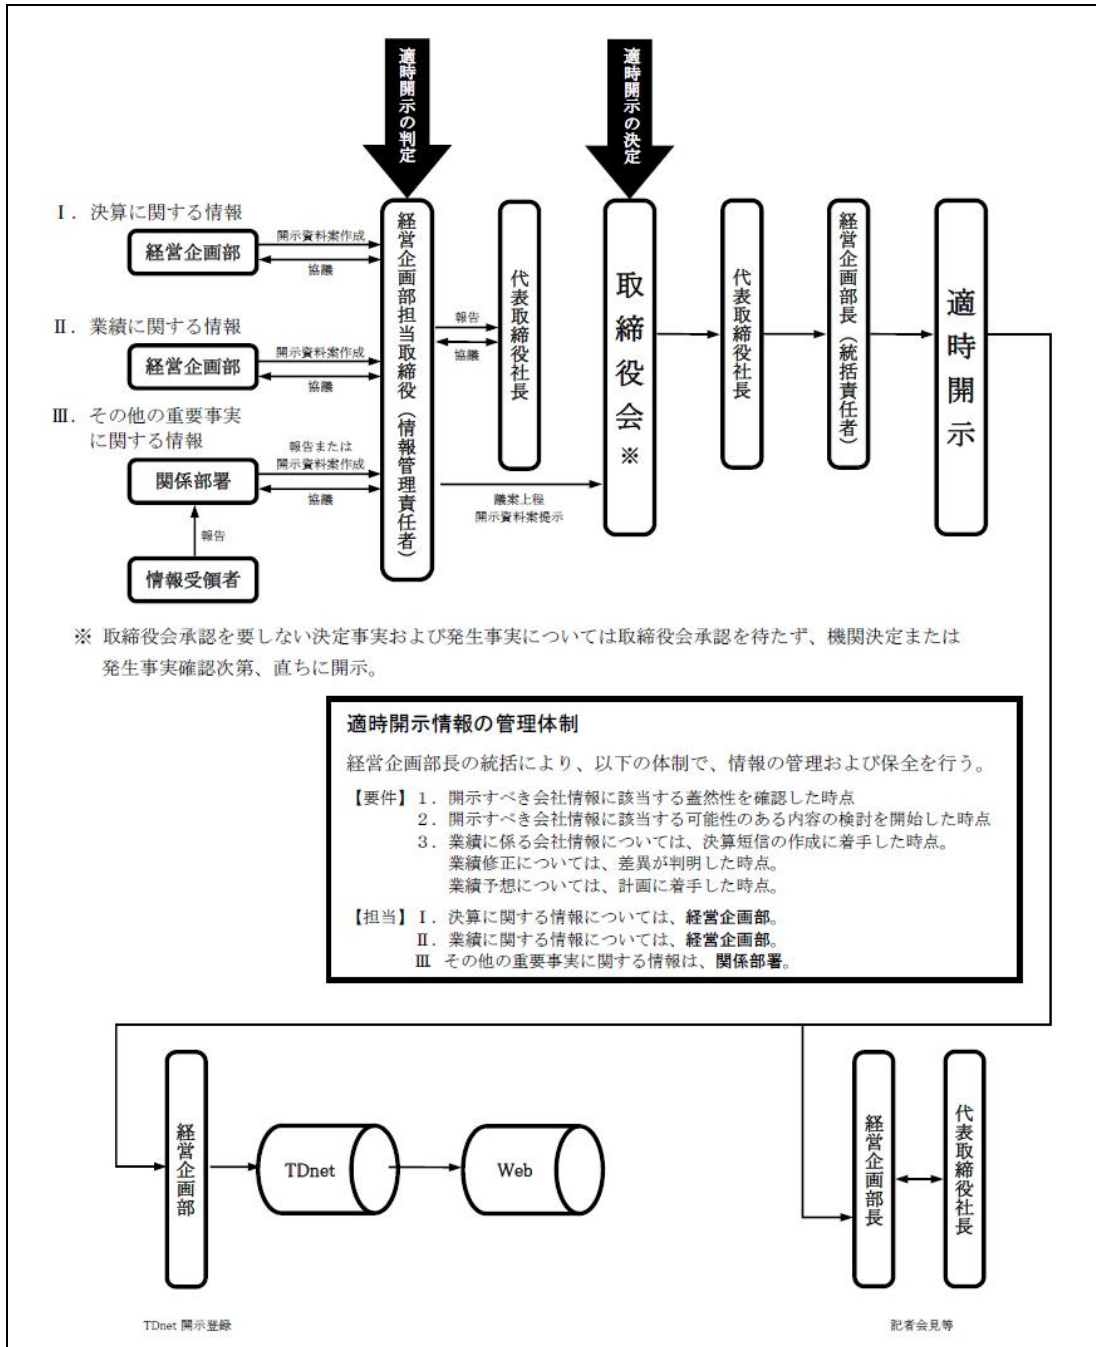 適時開示の判定
適時開示の決定
Ⅰ．決算に関する情報
経営企画部
開示資料案作成
協議
Ⅱ．業績に関する情報
経営企画部
開示資料案作成
協議
Ⅲ．その他の重要事実
に関する情報
関係部署
報告または
開示資料案作成
協議
報告
情報受領者
経営企画部担当取締役（情報管理責任者）
報告
協議
代表取締役社長
議案上程
開示資料案提示
取締役会※
代表取締役社長
経営企画部長（統括責任者）
適時開示
※ 取締役会承認を要しない決定事実および発生事実については取締役会承認を待たず、機関決定または
発生事実確認次第、直ちに開示。
適時開示情報の管理体制
経営企画部長の統括により、以下の体制で、情報の管理および保全を行う。
【要件】１．開示すべき会社情報に該当する蓋然性を確認した時点
２．開示すべき会社情報に該当する可能性のある内容の検討を開始した時点
３．業績に係る会社情報については、決算短信の作成に着手した時点。
業績修正については、差異が判明した時点。
業績予想については、計画に着手した時点。
【担当】Ⅰ．決算に関する情報については、経営企画部。
Ⅱ．業績に関する情報については、経営企画部。
Ⅲ その他の重要事実に関する情報は、関係部署。
経営企画部
TDnet
Web
経営企画部長
代表取締役社長
TDnet 開示登録
記者会見等